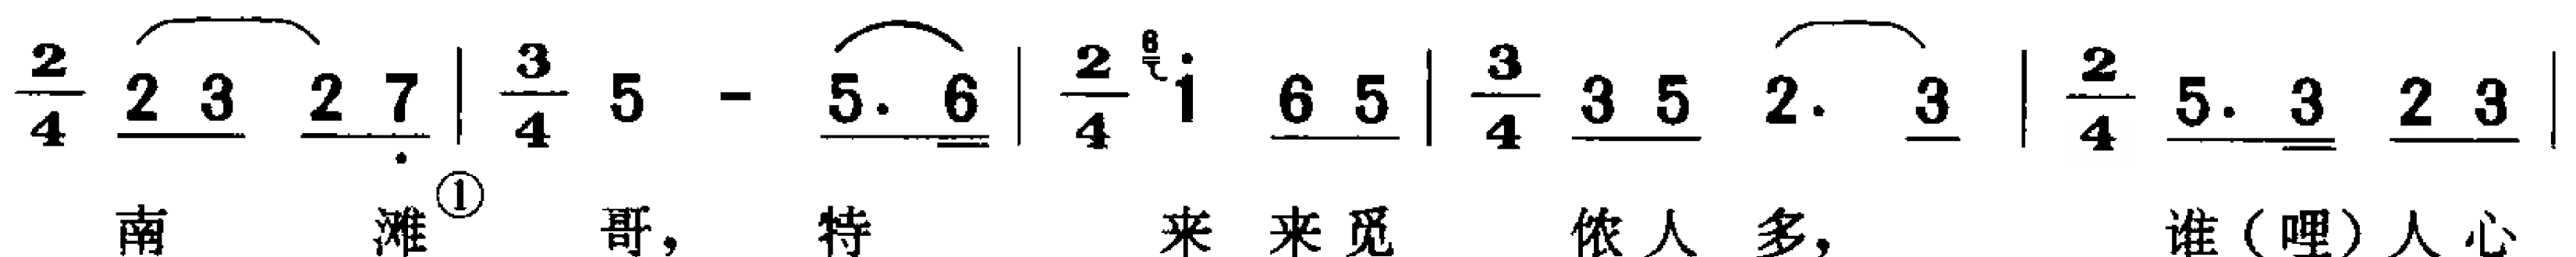 2/4 2 3 2 7 | 3/4 5 - 5. 6 | 2/4 6 1 6 5 | 3/4 3 5 2. 3 | 2/4 5. 3 2 3 |
南 滩① 哥， 特 来 来 觅 侬 人 多， 谁（哩）人 心